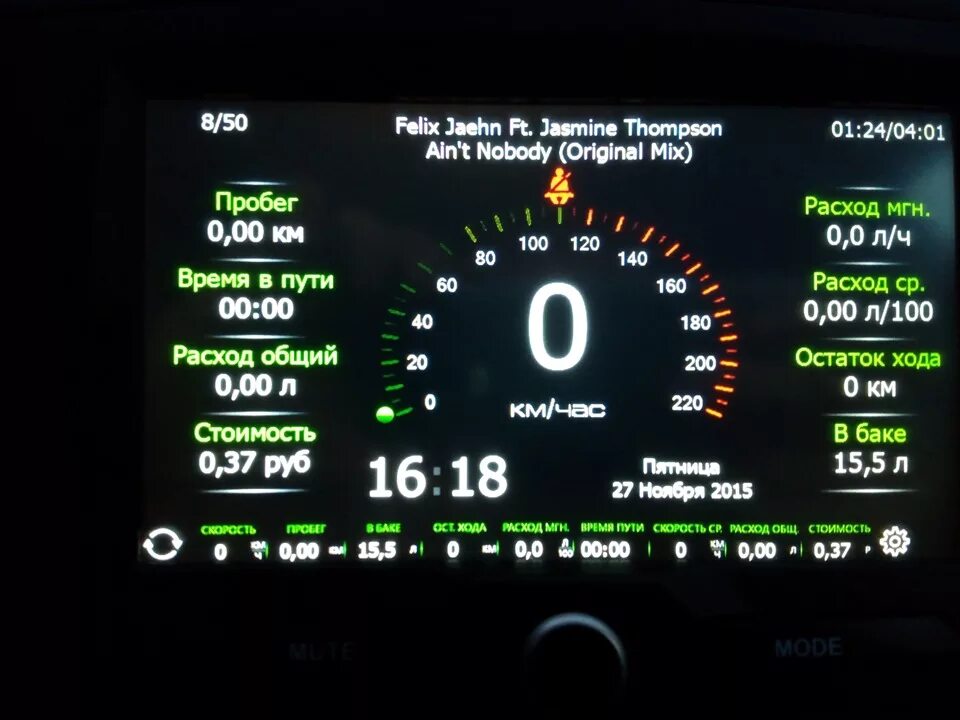 8/50
Felix Jaehn Ft. Jasmine Thompson
Ain't Nobody (Original Mix)
01:24/04:01
Пробег
0,00 км
Время в пути
00:00
Расход общий
0,00 л
Стоимость
0,37 руб
0
20
40
60
80
100
120
140
160
180
200
220
0
КМ/ЧАС
Расход мгн.
0,0 л/ч
Расход ср.
0,00 л/100
Остаток хода
0 км
В баке
15,5 л
16:18
Пятница
27 Ноября 2015
СКОРОСТЬ ПРОБЕГ В БАКЕ ОСТ. ХОДА РАСХОД МГН. ВРЕМЯ ПУТИ СКОРОСТЬ СР. РАСХОД ОБЩ. СТОИМОСТЬ
0 КМ/Ч 0,00 КМ 15,5 Л 0 КМ 0,0 Л/100 00:00 0 КМ/Ч 0,00 Л 0,37 Р
MUTE
MODE